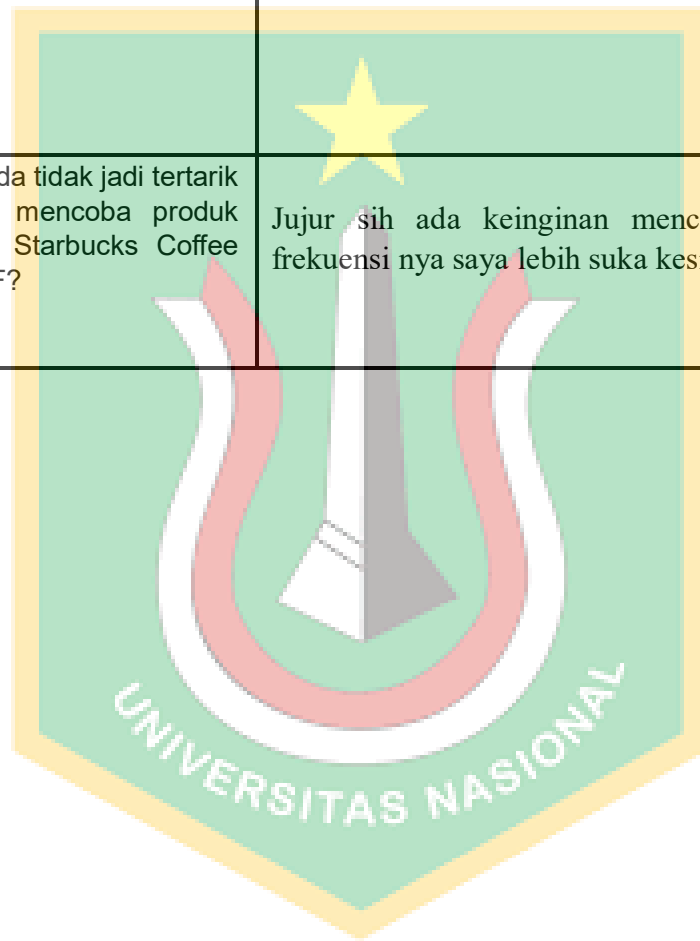 da tidak jadi tertarik
mencoba produk
Starbucks Coffee
F?
Jujur sih ada keinginan menc
frekuensi nya saya lebih suka kes
UNIVERSITAS NASIONAL